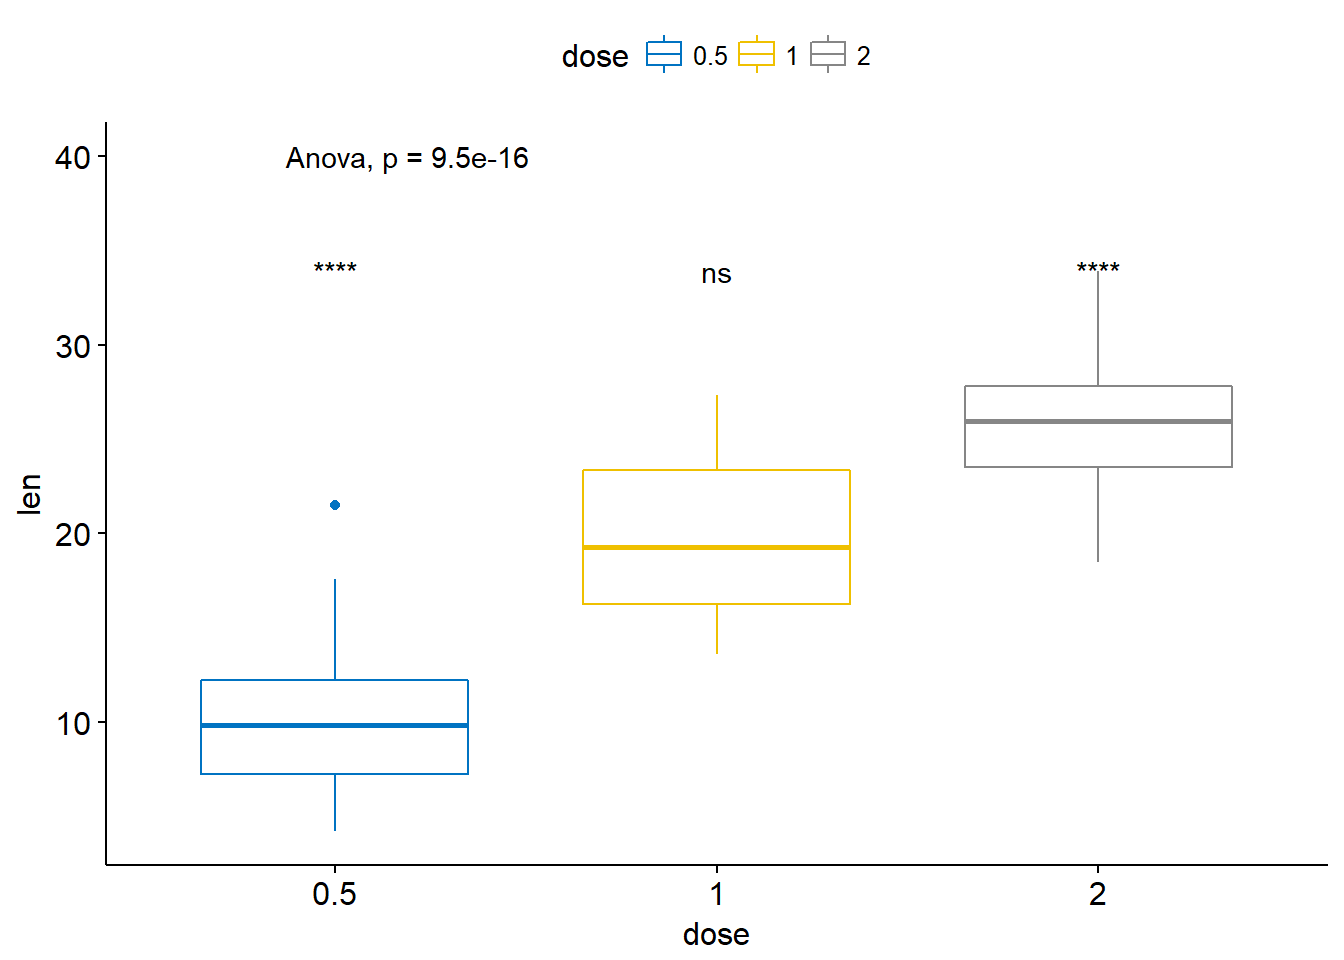 dose 0.5 1 2
40
Anova, p = 9.5e-16
**** ns ****
30
len
20
10
0.5 1 2
dose